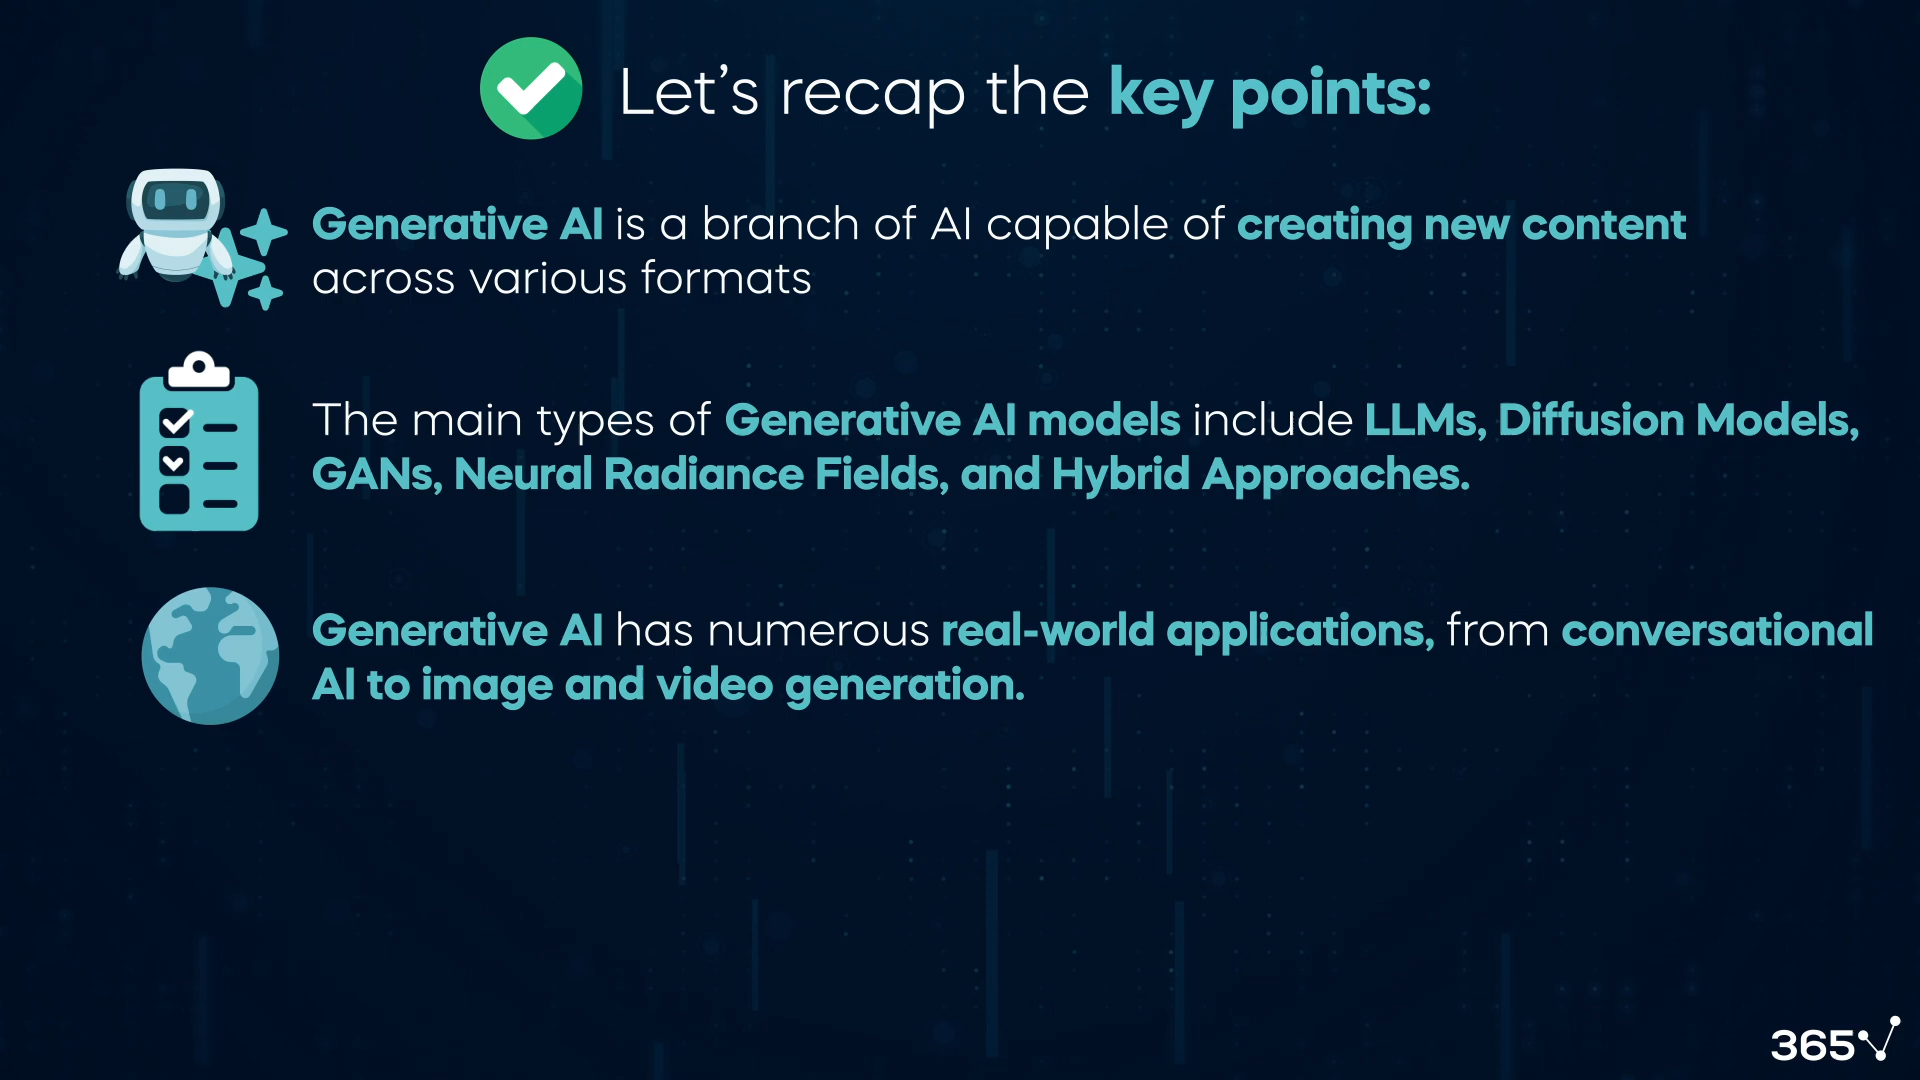 Let’s recap the key points:
Generative AI is a branch of AI capable of creating new content
across various formats
The main types of Generative AI models include LLMs, Diffusion Models,
GANs, Neural Radiance Fields, and Hybrid Approaches.
Generative AI has numerous real-world applications, from conversational
AI to image and video generation.
365